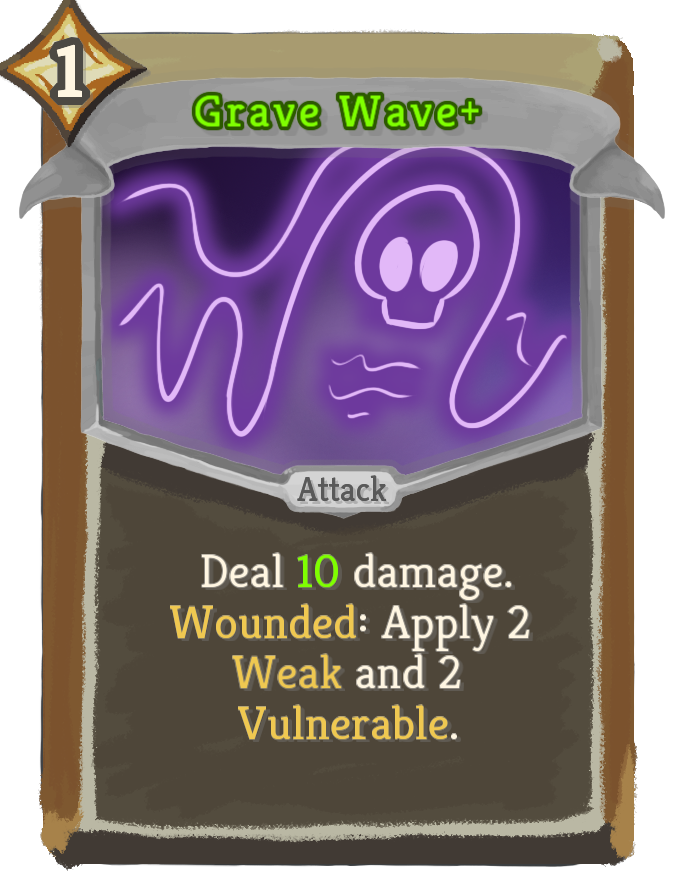 1
Grave Wave+
Attack
Deal 10 damage.
Wounded: Apply 2
Weak and 2
Vulnerable.